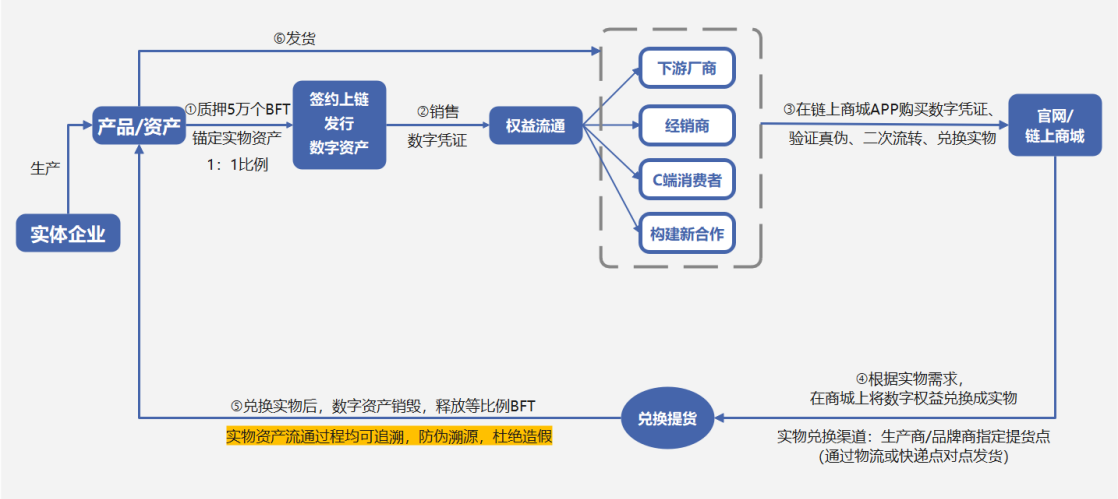 ⑥发货
下游厂商
产品/资产
①质押5万个BFT
锚定实物资产
1：1比例
签约上链
发行
数字资产
②销售
数字凭证
权益流通
经销商
C端消费者
构建新合作
③在链上商城APP购买数字凭证、
验证真伪、二次流转、兑换实物
官网/
链上商城
生产
实体企业
④根据实物需求，
在商城上将数字权益兑换成实物
兑换提货
实物兑换渠道：生产商/品牌商指定提货点
(通过物流或快递点对点发货)
⑤兑换实物后，数字资产销毁，释放等比例BFT
实物资产流通过程均可追溯，防伪溯源，杜绝造假